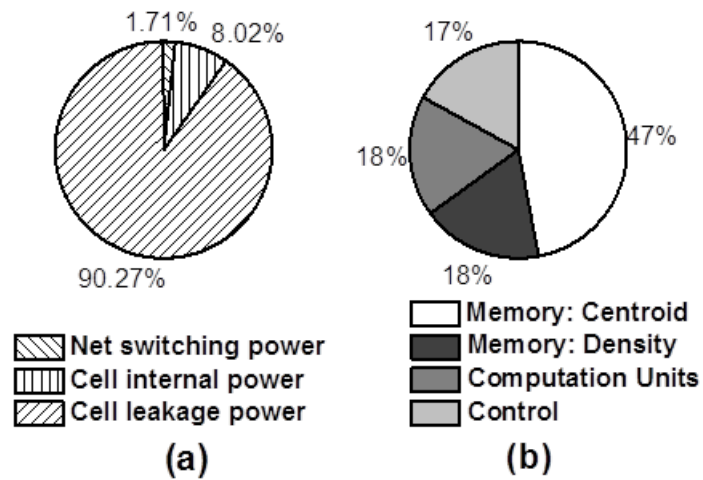 1.71%
8.02%
90.27%
Net switching power
Cell internal power
Cell leakage power
(a)
17%
47%
18%
18%
Memory: Centroid
Memory: Density
Computation Units
Control
(b)